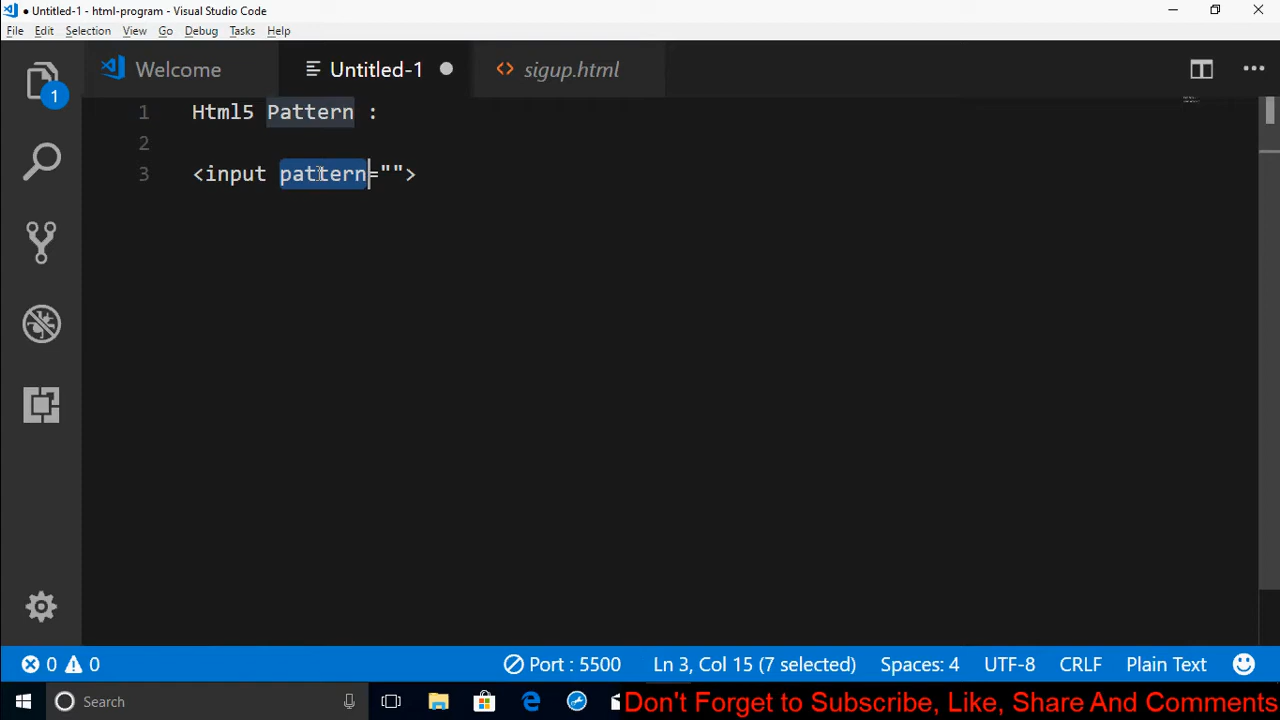 ● Untitled-1 - html-program - Visual Studio Code
File Edit Selection View Go Debug Tasks Help
Welcome Untitled-1 ● <> sigup.html ...
1
1 Html5 Pattern :
2
3 <input pattern="">
0 0 Port : 5500 Ln 3, Col 15 (7 selected) Spaces: 4 UTF-8 CRLF Plain Text
Search Don't Forget to Subscribe, Like, Share And Comments